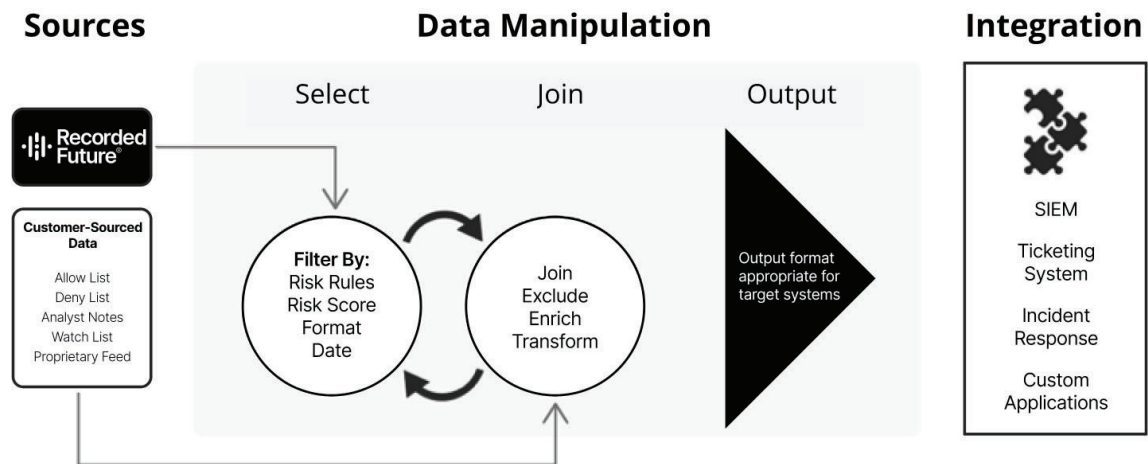 Sources
Data Manipulation
Integration
Select
Join
Output
Recorded
Future®
Customer-Sourced
Data
Allow List
Deny List
Analyst Notes
Watch List
Proprietary Feed
Filter By:
Risk Rules
Risk Score
Format
Date
Join
Exclude
Enrich
Transform
Output format
appropriate for
target systems
SIEM
Ticketing
System
Incident
Response
Custom
Applications